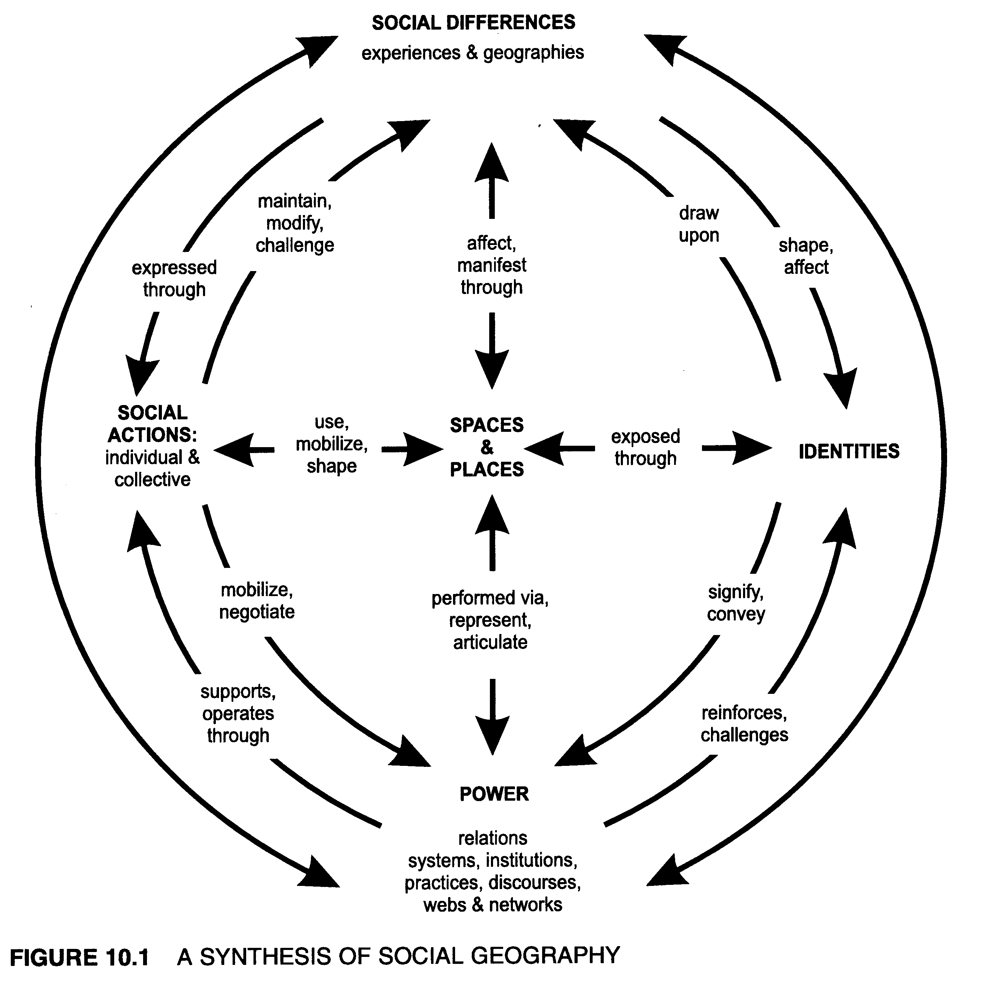 SOCIAL DIFFERENCES
experiences & geographies
maintain,
modify,
challenge
expressed
through
affect,
manifest
through
draw
upon
shape,
affect
SOCIAL
ACTIONS:
individual &
collective
use,
mobilize,
shape
SPACES
&
PLACES
exposed
through
IDENTITIES
mobilize,
negotiate
supports,
operates
through
performed via,
represent,
articulate
signify,
convey
reinforces,
challenges
POWER
relations
systems, institutions,
practices, discourses,
webs & networks
FIGURE 10.1 A SYNTHESIS OF SOCIAL GEOGRAPHY